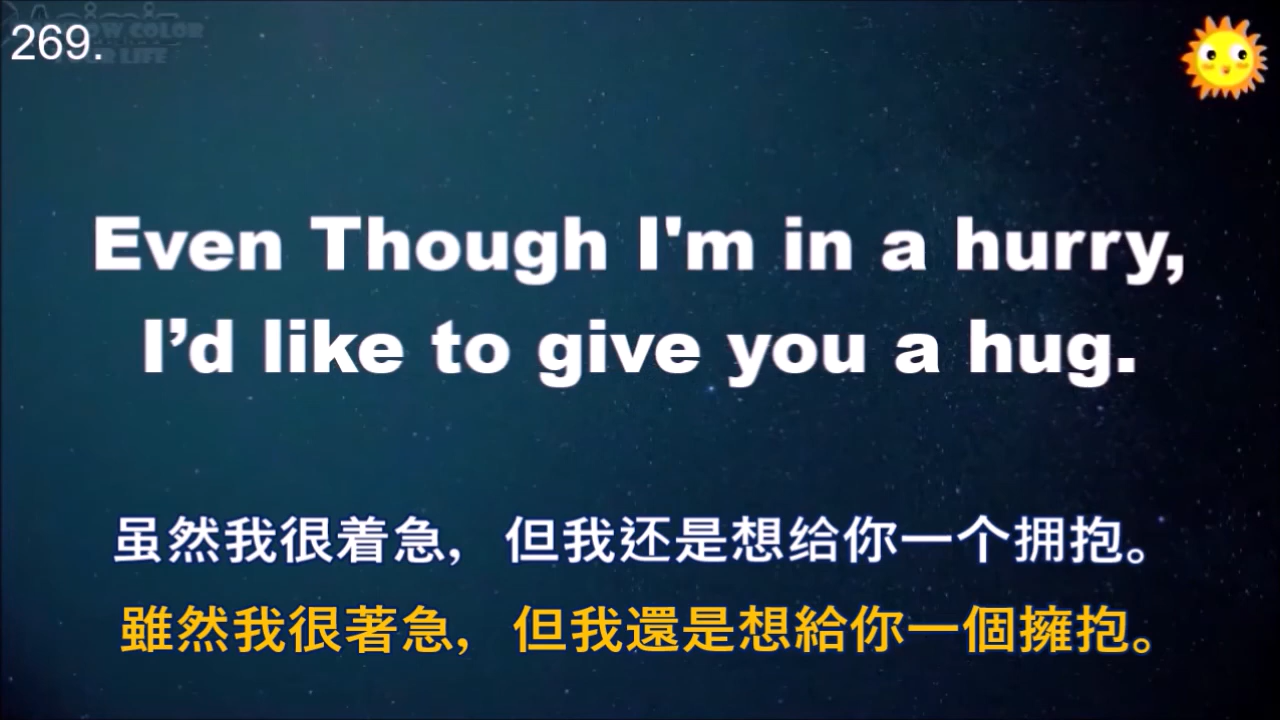 269.
Even Though I'm in a hurry,
I’d like to give you a hug.
虽然我很着急, 但我还是想给你一个拥抱。
雖然我很著急, 但我還是想給你一個擁抱。